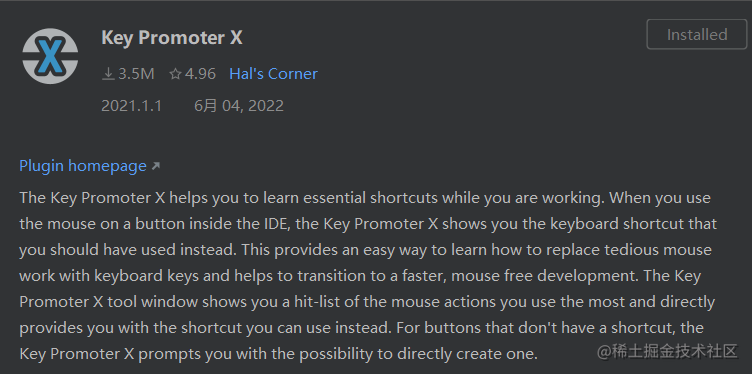 Key Promoter X
Installed
3.5M 4.96 Hal's Corner
2021.1.1 6月 04, 2022
Plugin homepage ↗
The Key Promoter X helps you to learn essential shortcuts while you are working. When you use
the mouse on a button inside the IDE, the Key Promoter X shows you the keyboard shortcut that
you should have used instead. This provides an easy way to learn how to replace tedious mouse
work with keyboard keys and helps to transition to a faster, mouse free development. The Key
Promoter X tool window shows you a hit-list of the mouse actions you use the most and directly
provides you with the shortcut you can use instead. For buttons that don't have a shortcut, the
Key Promoter X prompts you with the possibility to directly create one.
@稀土掘金技术社区